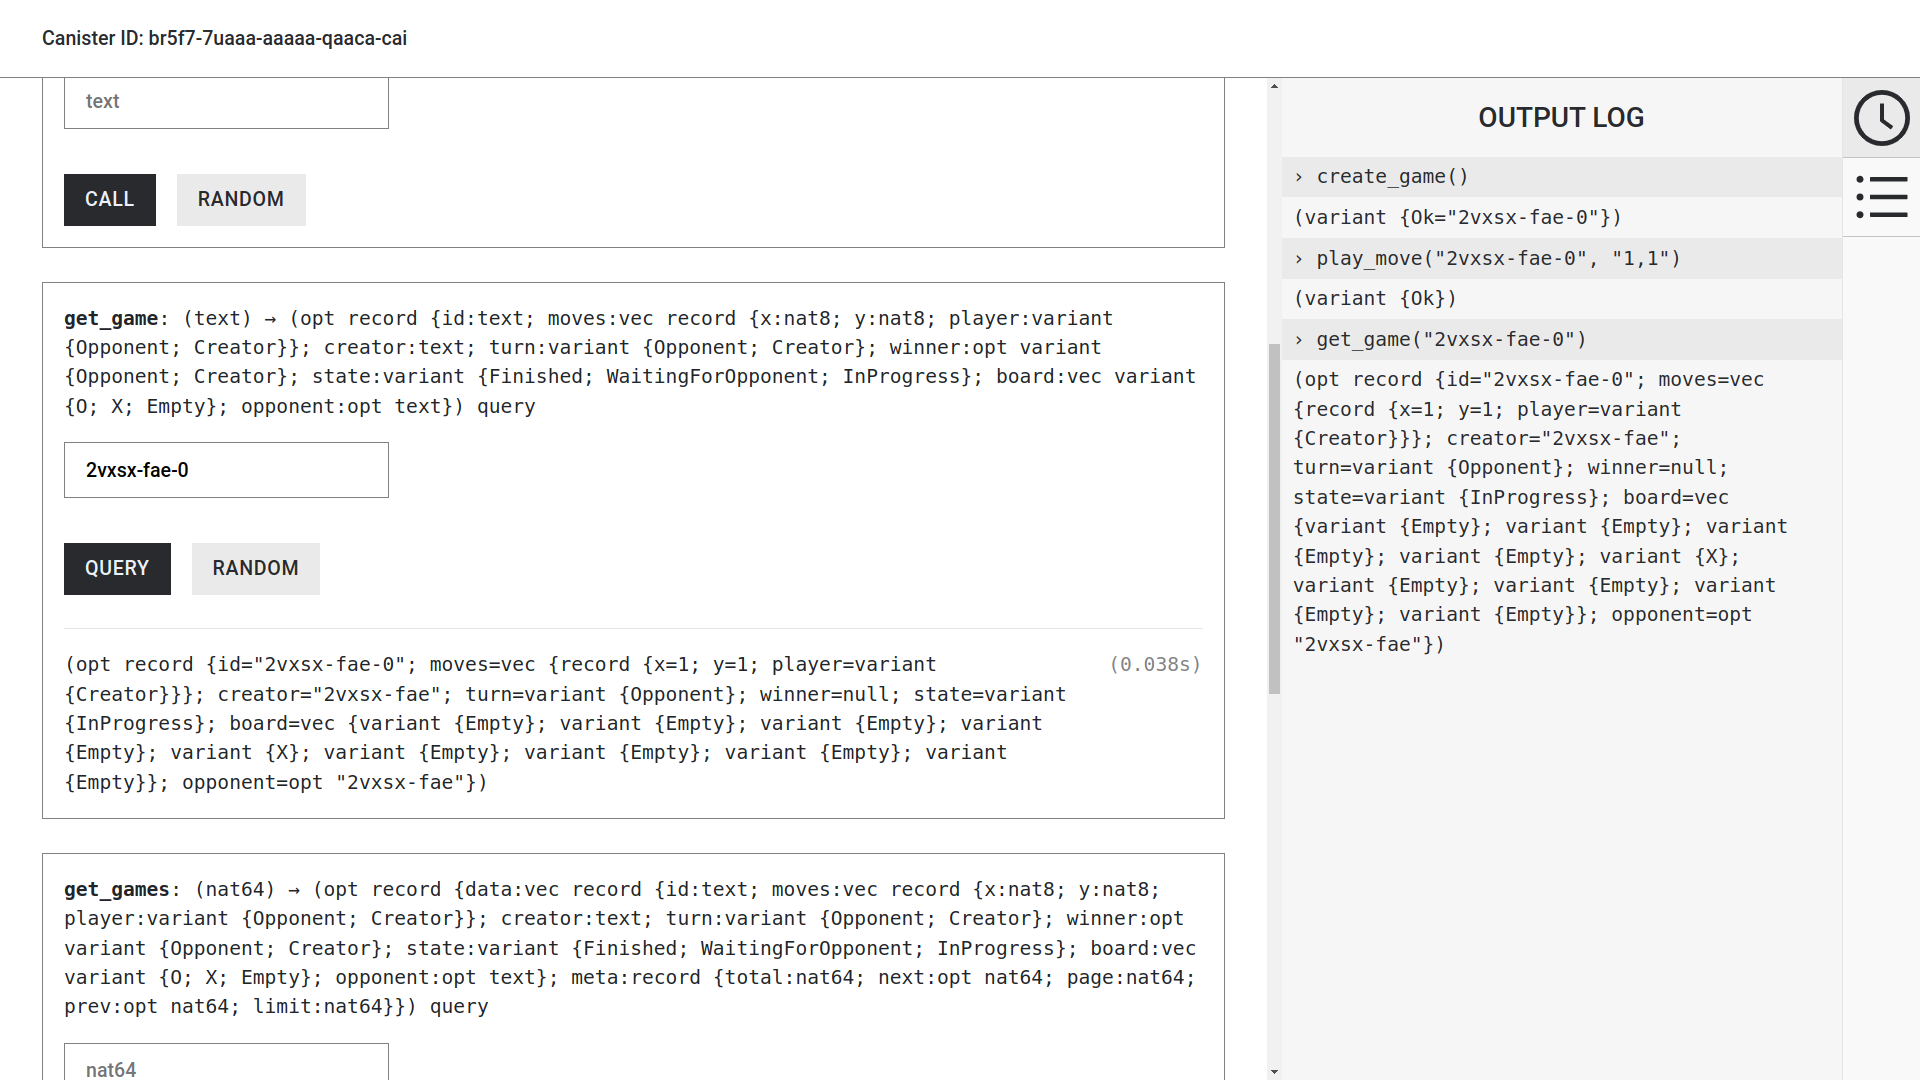 Canister ID: br5f7-7uaaa-aaaaa-qaaca-cai
text
CALL
RANDOM
get_game: (text) → (opt record {id:text; moves:vec record {x:nat8; y:nat8; player:variant
{Opponent; Creator}}; creator:text; turn:variant {Opponent; Creator}; winner:opt variant
{Opponent; Creator}; state:variant {Finished; WaitingForOpponent; InProgress}; board:vec variant
{O; X; Empty}; opponent:opt text}) query
2vxsx-fae-0
QUERY
RANDOM
(opt record {id="2vxsx-fae-0"; moves=vec {record {x=1; y=1; player=variant
(0.038s)
{Creator}}}; creator="2vxsx-fae"; turn=variant {Opponent}; winner=null; state=variant
{InProgress}; board=vec {variant {Empty}; variant {Empty}; variant {Empty}; variant
{Empty}; variant {X}; variant {Empty}; variant {Empty}; variant {Empty}; variant
{Empty}}; opponent=opt "2vxsx-fae"})
get_games: (nat64) → (opt record {data:vec record {id:text; moves:vec record {x:nat8; y:nat8;
player:variant {Opponent; Creator}}; creator:text; turn:variant {Opponent; Creator}; winner:opt
variant {Opponent; Creator}; state:variant {Finished; WaitingForOpponent; InProgress}; board:vec
variant {O; X; Empty}; opponent:opt text}; meta:record {total:nat64; next:opt nat64; page:nat64;
prev:opt nat64; limit:nat64}}) query
nat64
OUTPUT LOG
› create_game()
(variant {Ok="2vxsx-fae-0"})
› play_move("2vxsx-fae-0", "1,1")
(variant {Ok})
› get_game("2vxsx-fae-0")
(opt record {id="2vxsx-fae-0"; moves=vec
{record {x=1; y=1; player=variant
{Creator}}}; creator="2vxsx-fae";
turn=variant {Opponent}; winner=null;
state=variant {InProgress}; board=vec
{variant {Empty}; variant {Empty}; variant
{Empty}; variant {Empty}; variant {X};
variant {Empty}; variant {Empty}; variant
{Empty}; variant {Empty}}; opponent=opt
"2vxsx-fae"})